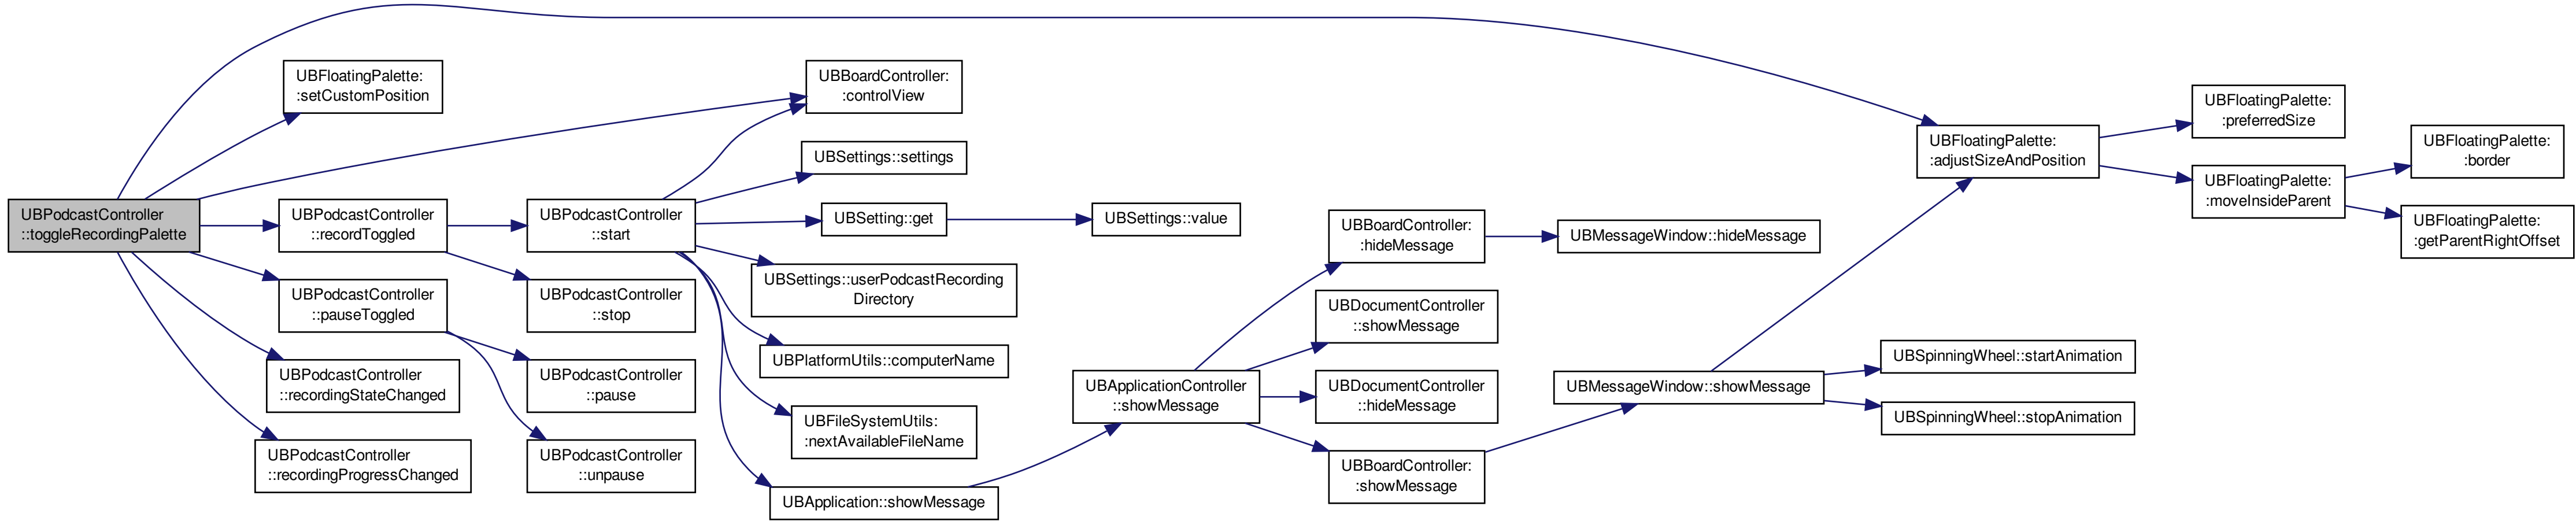 UBPodcastController
::toggleRecordingPalette
UBFloatingPalette:
:setCustomPosition
UBPodcastController
::recordToggled
UBPodcastController
::pauseToggled
UBPodcastController
::recordingStateChanged
UBPodcastController
::recordingProgressChanged
UBPodcastController
::start
UBPodcastController
::stop
UBPodcastController
::pause
UBPodcastController
::unpause
UBBoardController:
:controlView
UBSettings::settings
UBSetting::get
UBSettings::userPodcastRecording
Directory
UBPlatformUtils::computerName
UBFileSystemUtils:
:nextAvailableFileName
UBApplication::showMessage
UBSettings::value
UBApplicationController
::showMessage
UBBoardController:
:hideMessage
UBDocumentController
::showMessage
UBDocumentController
::hideMessage
UBBoardController:
:showMessage
UBMessageWindow::hideMessage
UBMessageWindow::showMessage
UBFloatingPalette:
:adjustSizeAndPosition
UBSpinningWheel::startAnimation
UBSpinningWheel::stopAnimation
UBFloatingPalette:
:preferredSize
UBFloatingPalette:
:moveInsideParent
UBFloatingPalette:
:border
UBFloatingPalette:
:getParentRightOffset